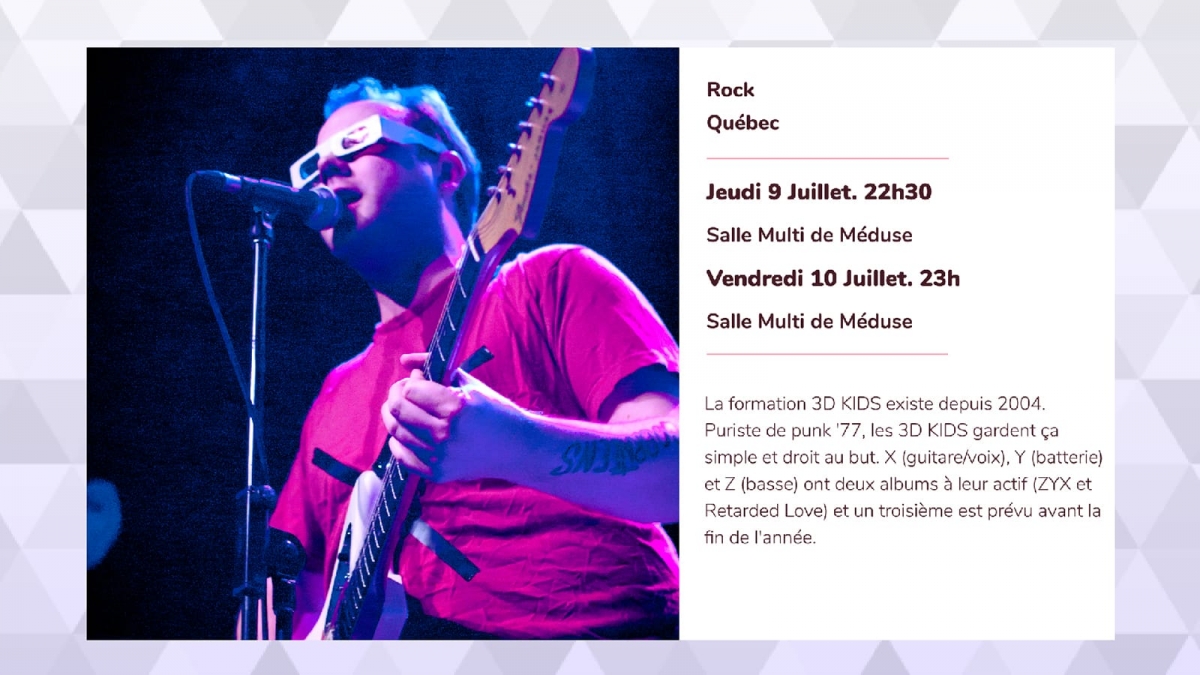 Rock
Québec
Jeudi 9 Juillet. 22h30
Salle Multi de Méduse
Vendredi 10 Juillet. 23h
Salle Multi de Méduse
La formation 3D KIDS existe depuis 2004.
Puriste de punk '77, les 3D KIDS gardent ça
simple et droit au but. X (guitare/voix), Y (batterie)
et Z (basse) ont deux albums à leur actif (ZYX et
Retarded Love) et un troisième est prévu avant la
fin de l'année.